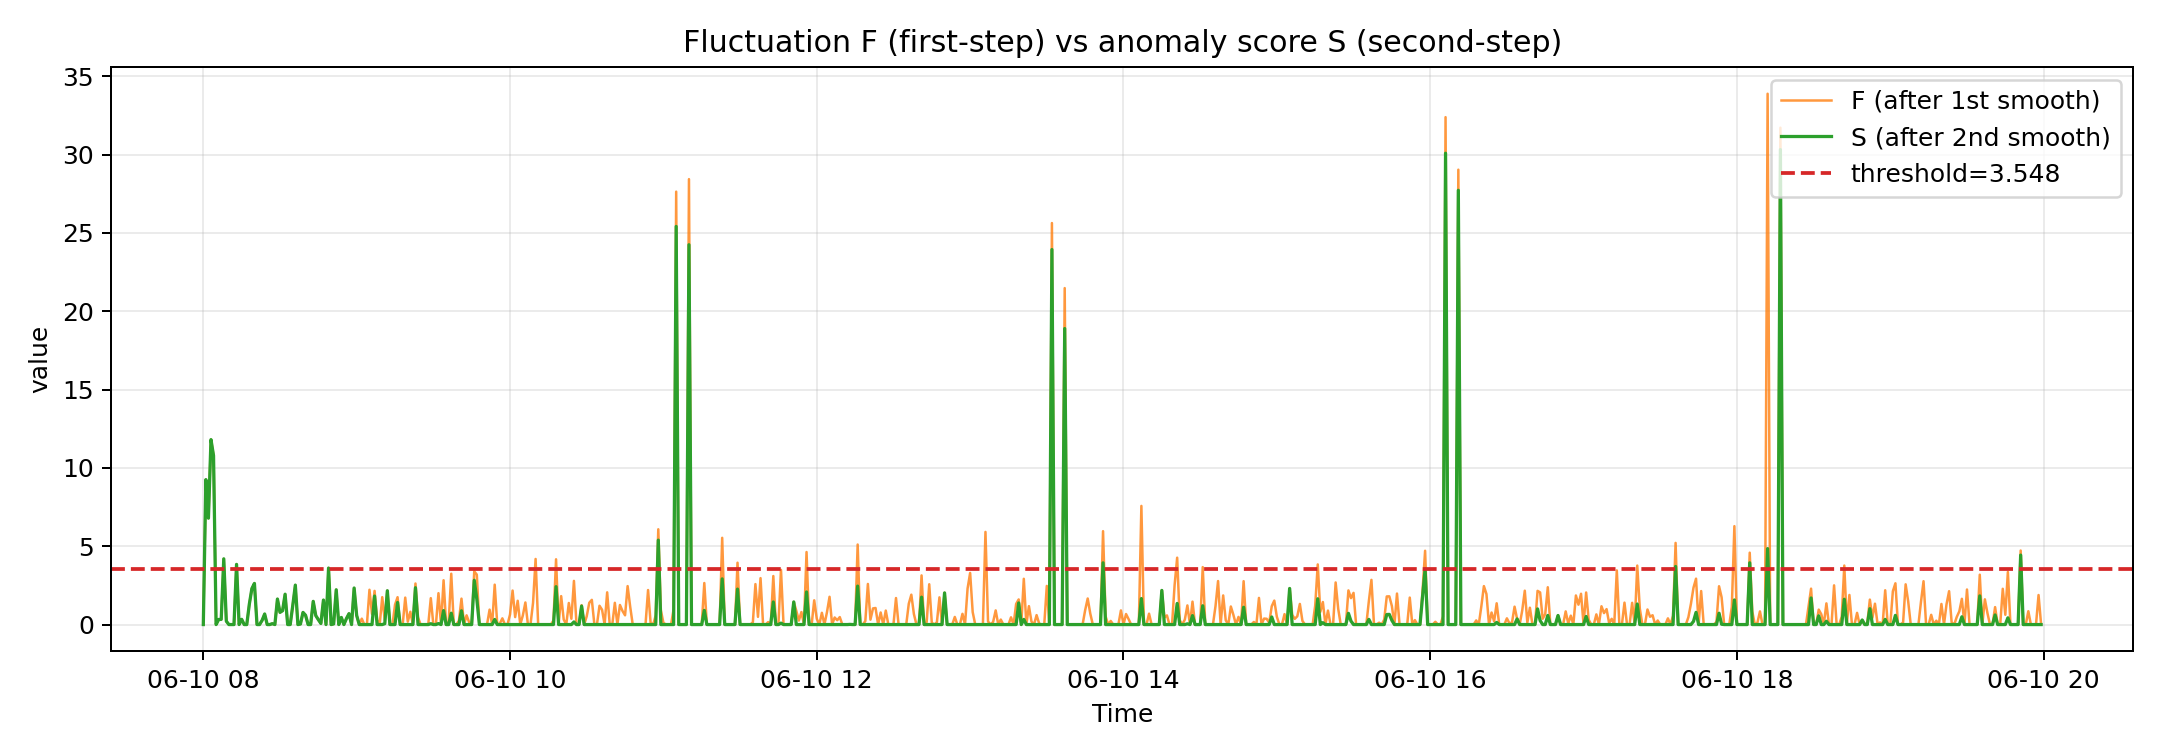 Fluctuation F (first-step) vs anomaly score S (second-step)
35
30
25
20
15
10
5
0
value
F (after 1st smooth)
S (after 2nd smooth)
threshold=3.548
06-10 08
06-10 10
06-10 12
06-10 14
06-10 16
06-10 18
06-10 20
Time